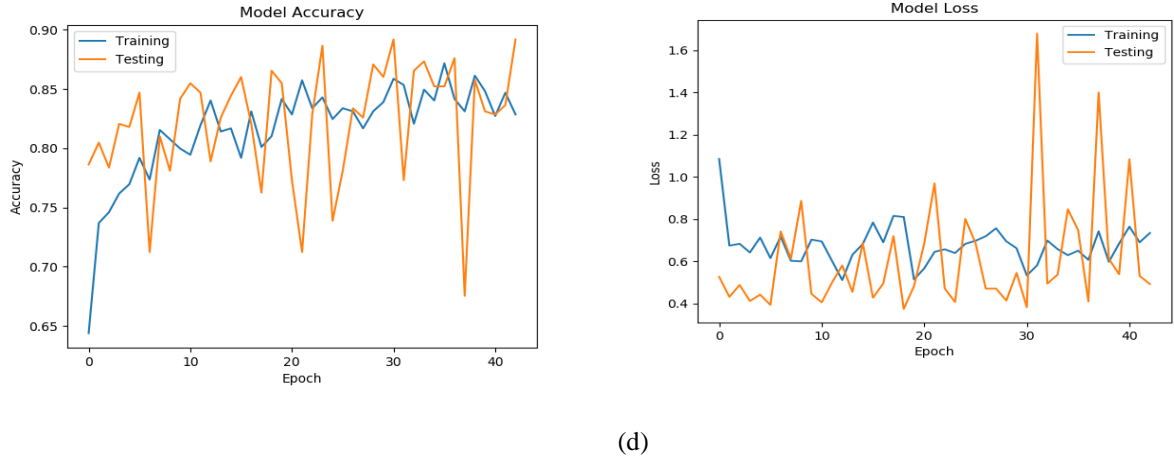 Model Accuracy
Training
Testing
0.90
0.85
0.80
0.75
0.70
0.65
Accuracy
0
10
20
30
40
Epoch
Model Loss
Training
Testing
1.6
1.4
1.2
1.0
0.8
0.6
0.4
Loss
0
10
20
30
40
Epoch
(d)